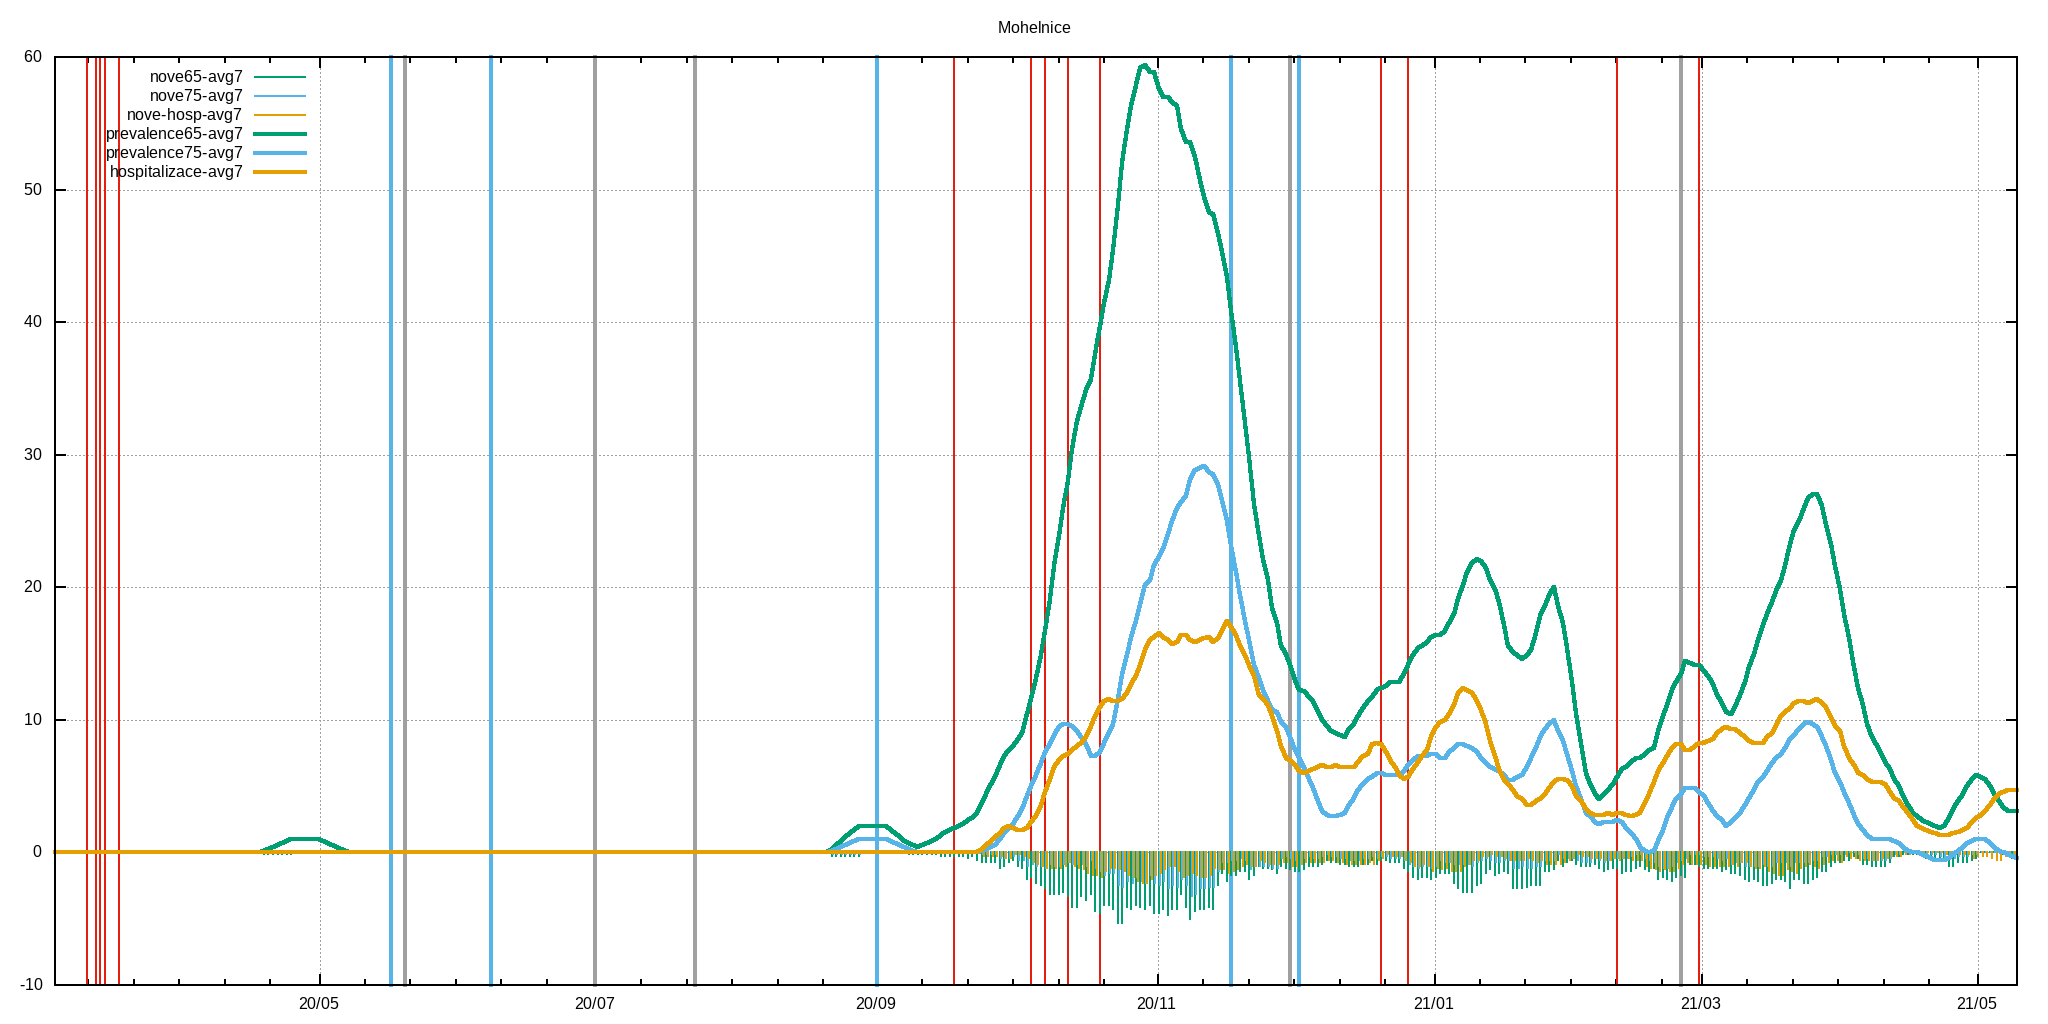 Mohelnice
60
50
40
30
20
10
0
-10
nove65-avg7
nove75-avg7
nove-hosp-avg7
prevalence65-avg7
prevalence75-avg7
hospitalizace-avg7
20/05 20/07 20/09 20/11 21/01 21/03 21/05